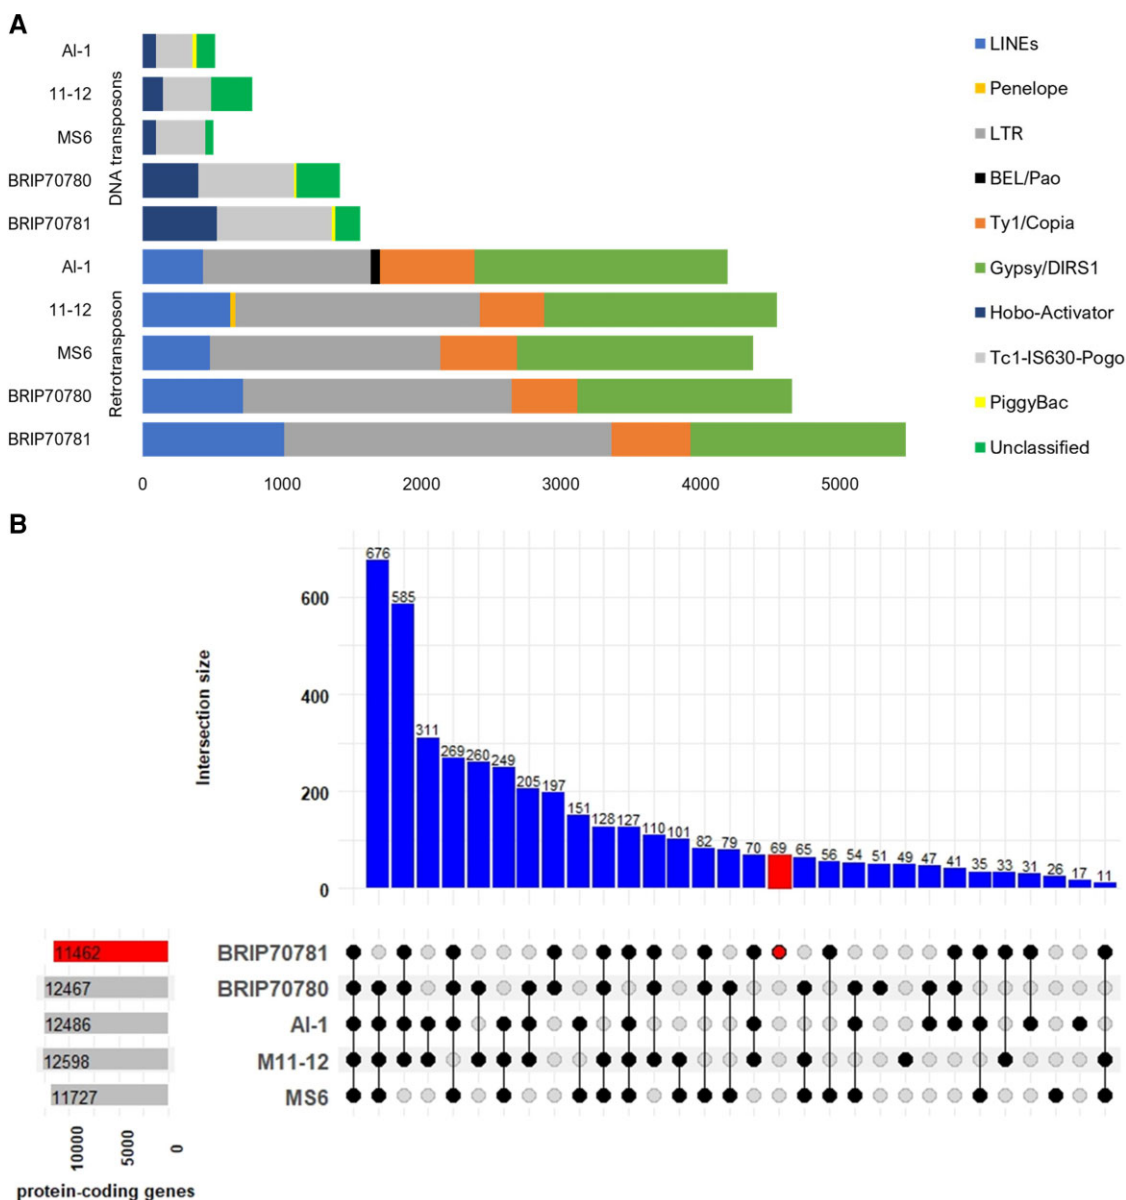 A
AI-1
11-12
MS6
BRIP70780
BRIP70781
DNA transposons
AI-1
11-12
MS6
BRIP70780
BRIP70781
Retrotransposon
0 1000 2000 3000 4000 5000
LINEs
Penelope
LTR
BEL/Pao
Ty1/Copia
Gypsy/DIRS1
Hobo-Activator
Tc1-IS630-Pogo
PiggyBac
Unclassified
B
Intersection size
600
400
200
0
676 585 311 269 260 249 205 197 151 128 127 110 101 82 79 70 69 65 56 54 51 49 47 41 35 33 31 26 17 11
11462 BRIP70781
12467 BRIP70780
12486 AI-1
12598 M11-12
11727 MS6
10000 5000 0
protein-coding genes